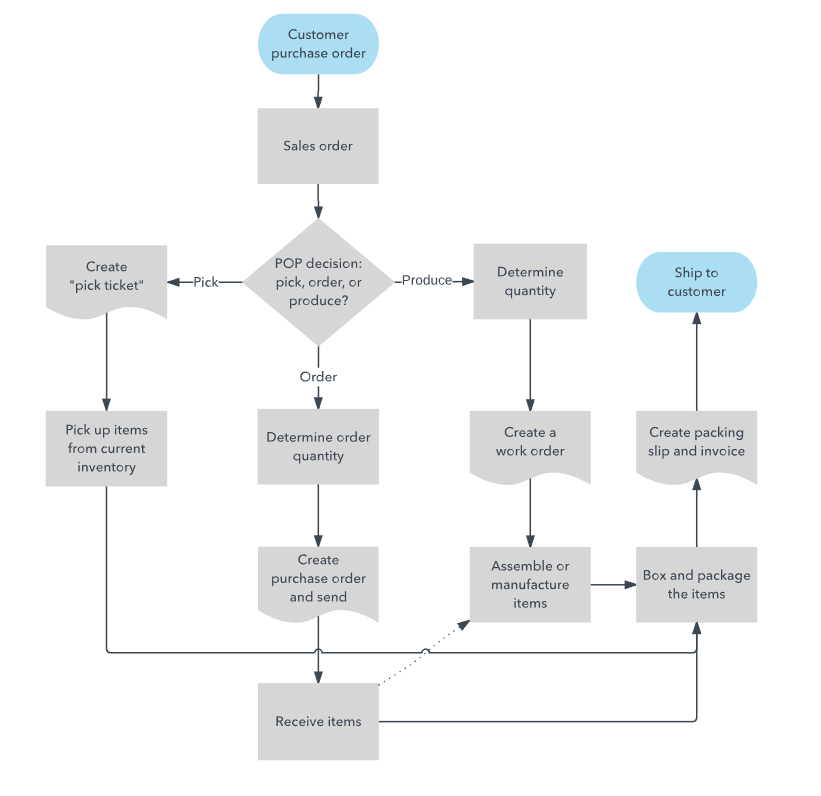 Customer
purchase order
Sales order
POP decision:
pick, order, or
produce?
Pick
Create
"pick ticket"
Pick up items
from current
inventory
Order
Determine order
quantity
Create
purchase order
and send
Receive items
Produce
Determine
quantity
Create a
work order
Assemble or
manufacture
items
Box and package
the items
Create packing
slip and invoice
Ship to
customer